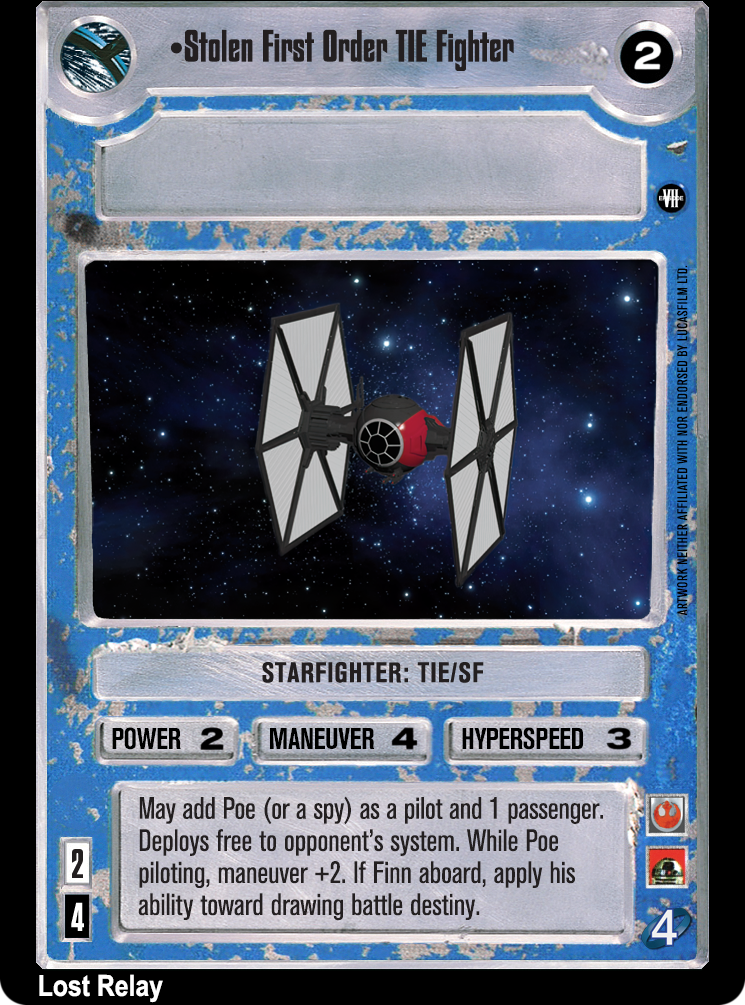 •Stolen First Order TIE Fighter
2
EPISODE
VII
ARTWORK NEITHER AFFILIATED WITH NOR ENDORSED BY LUCASFILM LTD.
STARFIGHTER: TIE/SF
POWER 2 MANEUVER 4 HYPERSPEED 3
May add Poe (or a spy) as a pilot and 1 passenger.
Deploys free to opponent's system. While Poe
piloting, maneuver +2. If Finn aboard, apply his
ability toward drawing battle destiny.
2
4
4
Lost Relay